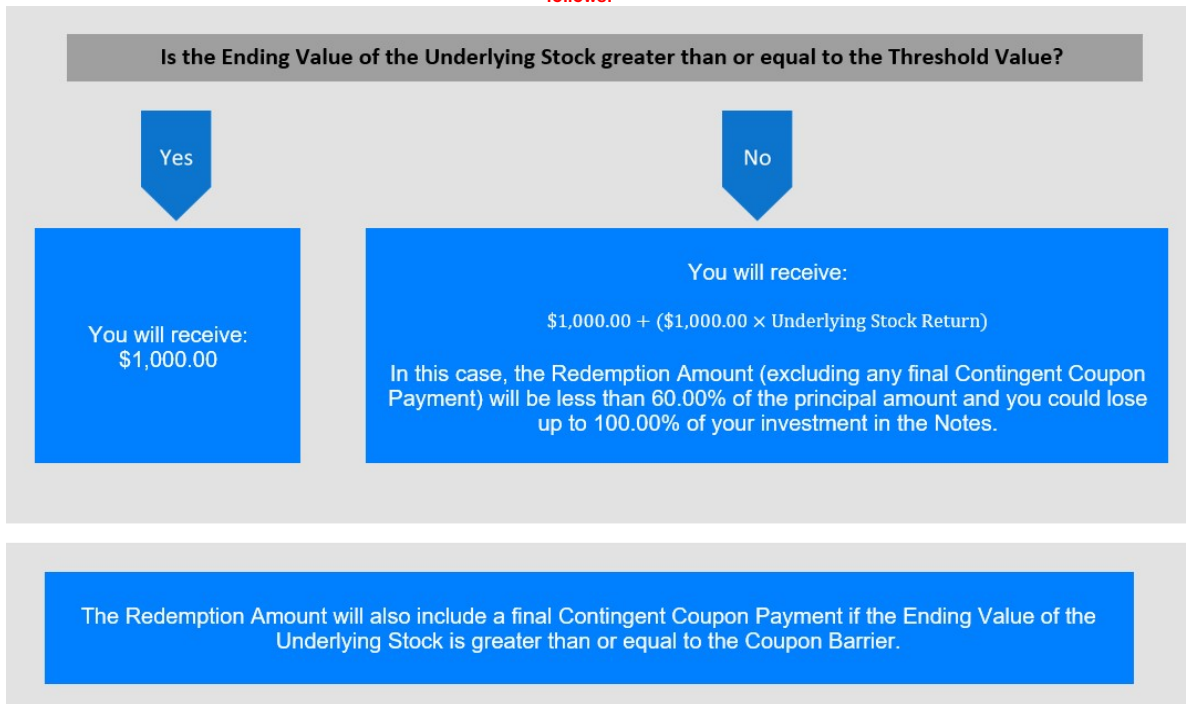 follows:
Is the Ending Value of the Underlying Stock greater than or equal to the Threshold Value?
Yes
No
You will receive:
$1,000.00
You will receive:
$1,000.00 + ($1,000.00 × Underlying Stock Return)
In this case, the Redemption Amount (excluding any final Contingent Coupon
Payment) will be less than 60.00% of the principal amount and you could lose
up to 100.00% of your investment in the Notes.
The Redemption Amount will also include a final Contingent Coupon Payment if the Ending Value of the
Underlying Stock is greater than or equal to the Coupon Barrier.